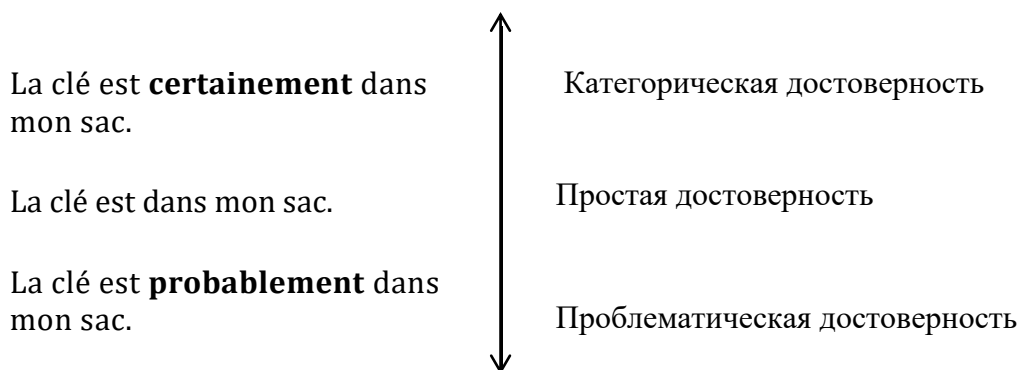 La clé est certainement dans
mon sac.
Категорическая достоверность
La clé est dans mon sac.
Простая достоверность
La clé est probablement dans
mon sac.
Проблематическая достоверность